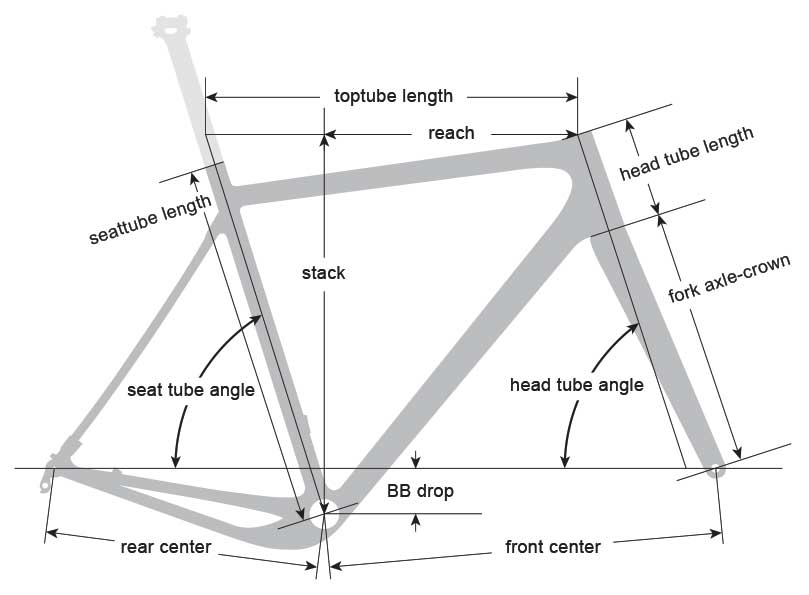 toptube length
reach
head tube length
seattube length
stack
fork axle-crown
seat tube angle
head tube angle
BB drop
rear center
front center